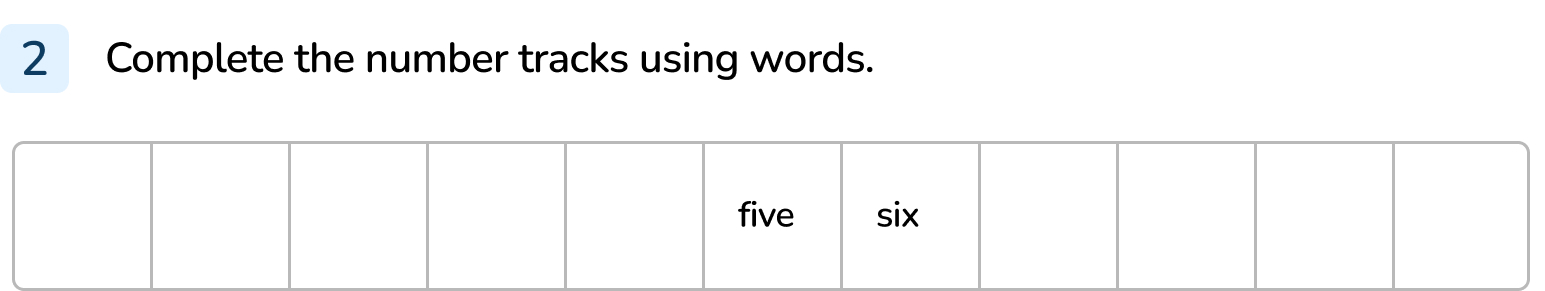 2 Complete the number tracks using words.
five six